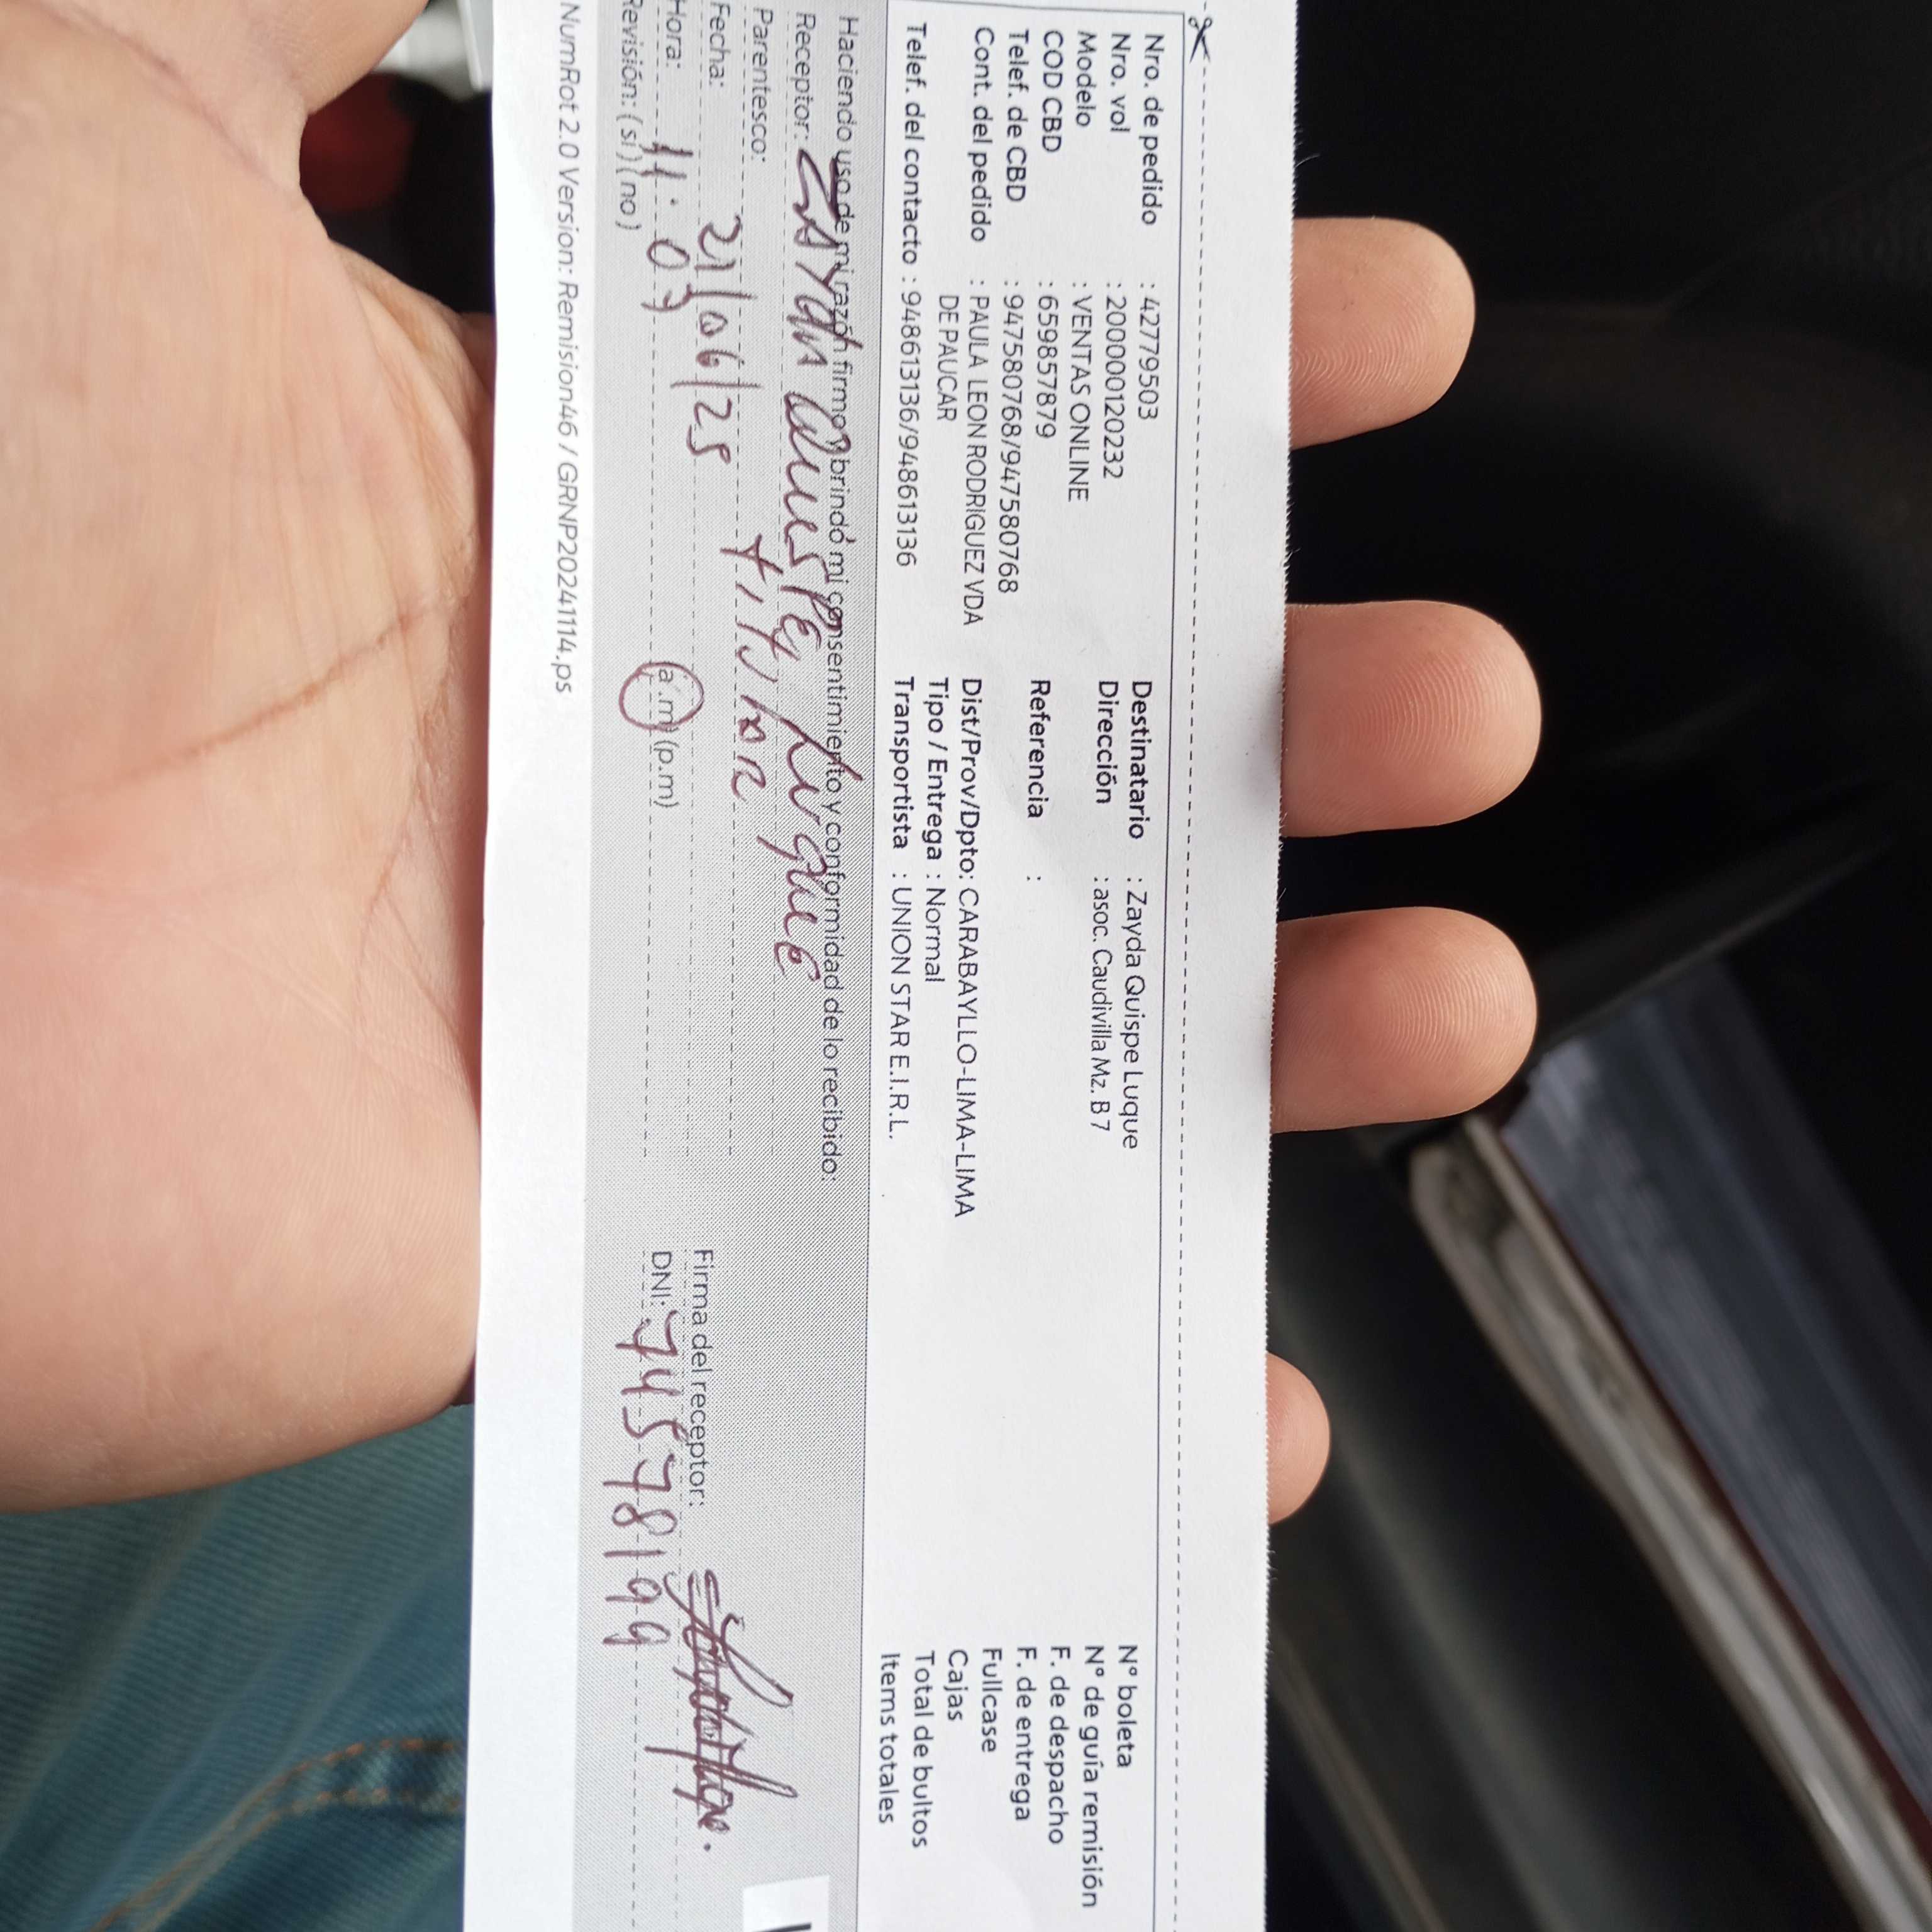 Nro. de pedido : 42779503
Nro. vol : 200000120232
Modelo : VENTAS ONLINE
COD CBD : 659857879
Telef. de CBD : 947580768/947580768
Cont. del pedido : PAULA LEON RODRIGUEZ VDA
DE PAUCAR
Telef. del contacto : 948613136/948613136
Destinatario : Zayda Quispe Luque
Dirección : asoc. Caudivilla Mz. B 7
Referencia :
Dist/Prov/Dpto: CARABAYLLO-LIMA-LIMA
Tipo / Entrega : Normal
Transportista : UNION STAR E.I.R.L.
N° boleta
N° de guía remisión
F. de despacho
F. de entrega
Fullcase
Cajas
Total de bultos
Items totales
Haciendo uso de mi razón firmo y brindó mi consentimiento y conformidad de lo recibido:
Receptor: Quispe Luque
Parentesco: titular
Fecha: 21/06/25
Hora: 11:07 (a.m) (p.m)
Revisión: ( si ) ( no )
Firma del receptor:
DNI: 74578199
NumRot 2.0 Version: Remision46 / GRNP20241114.ps